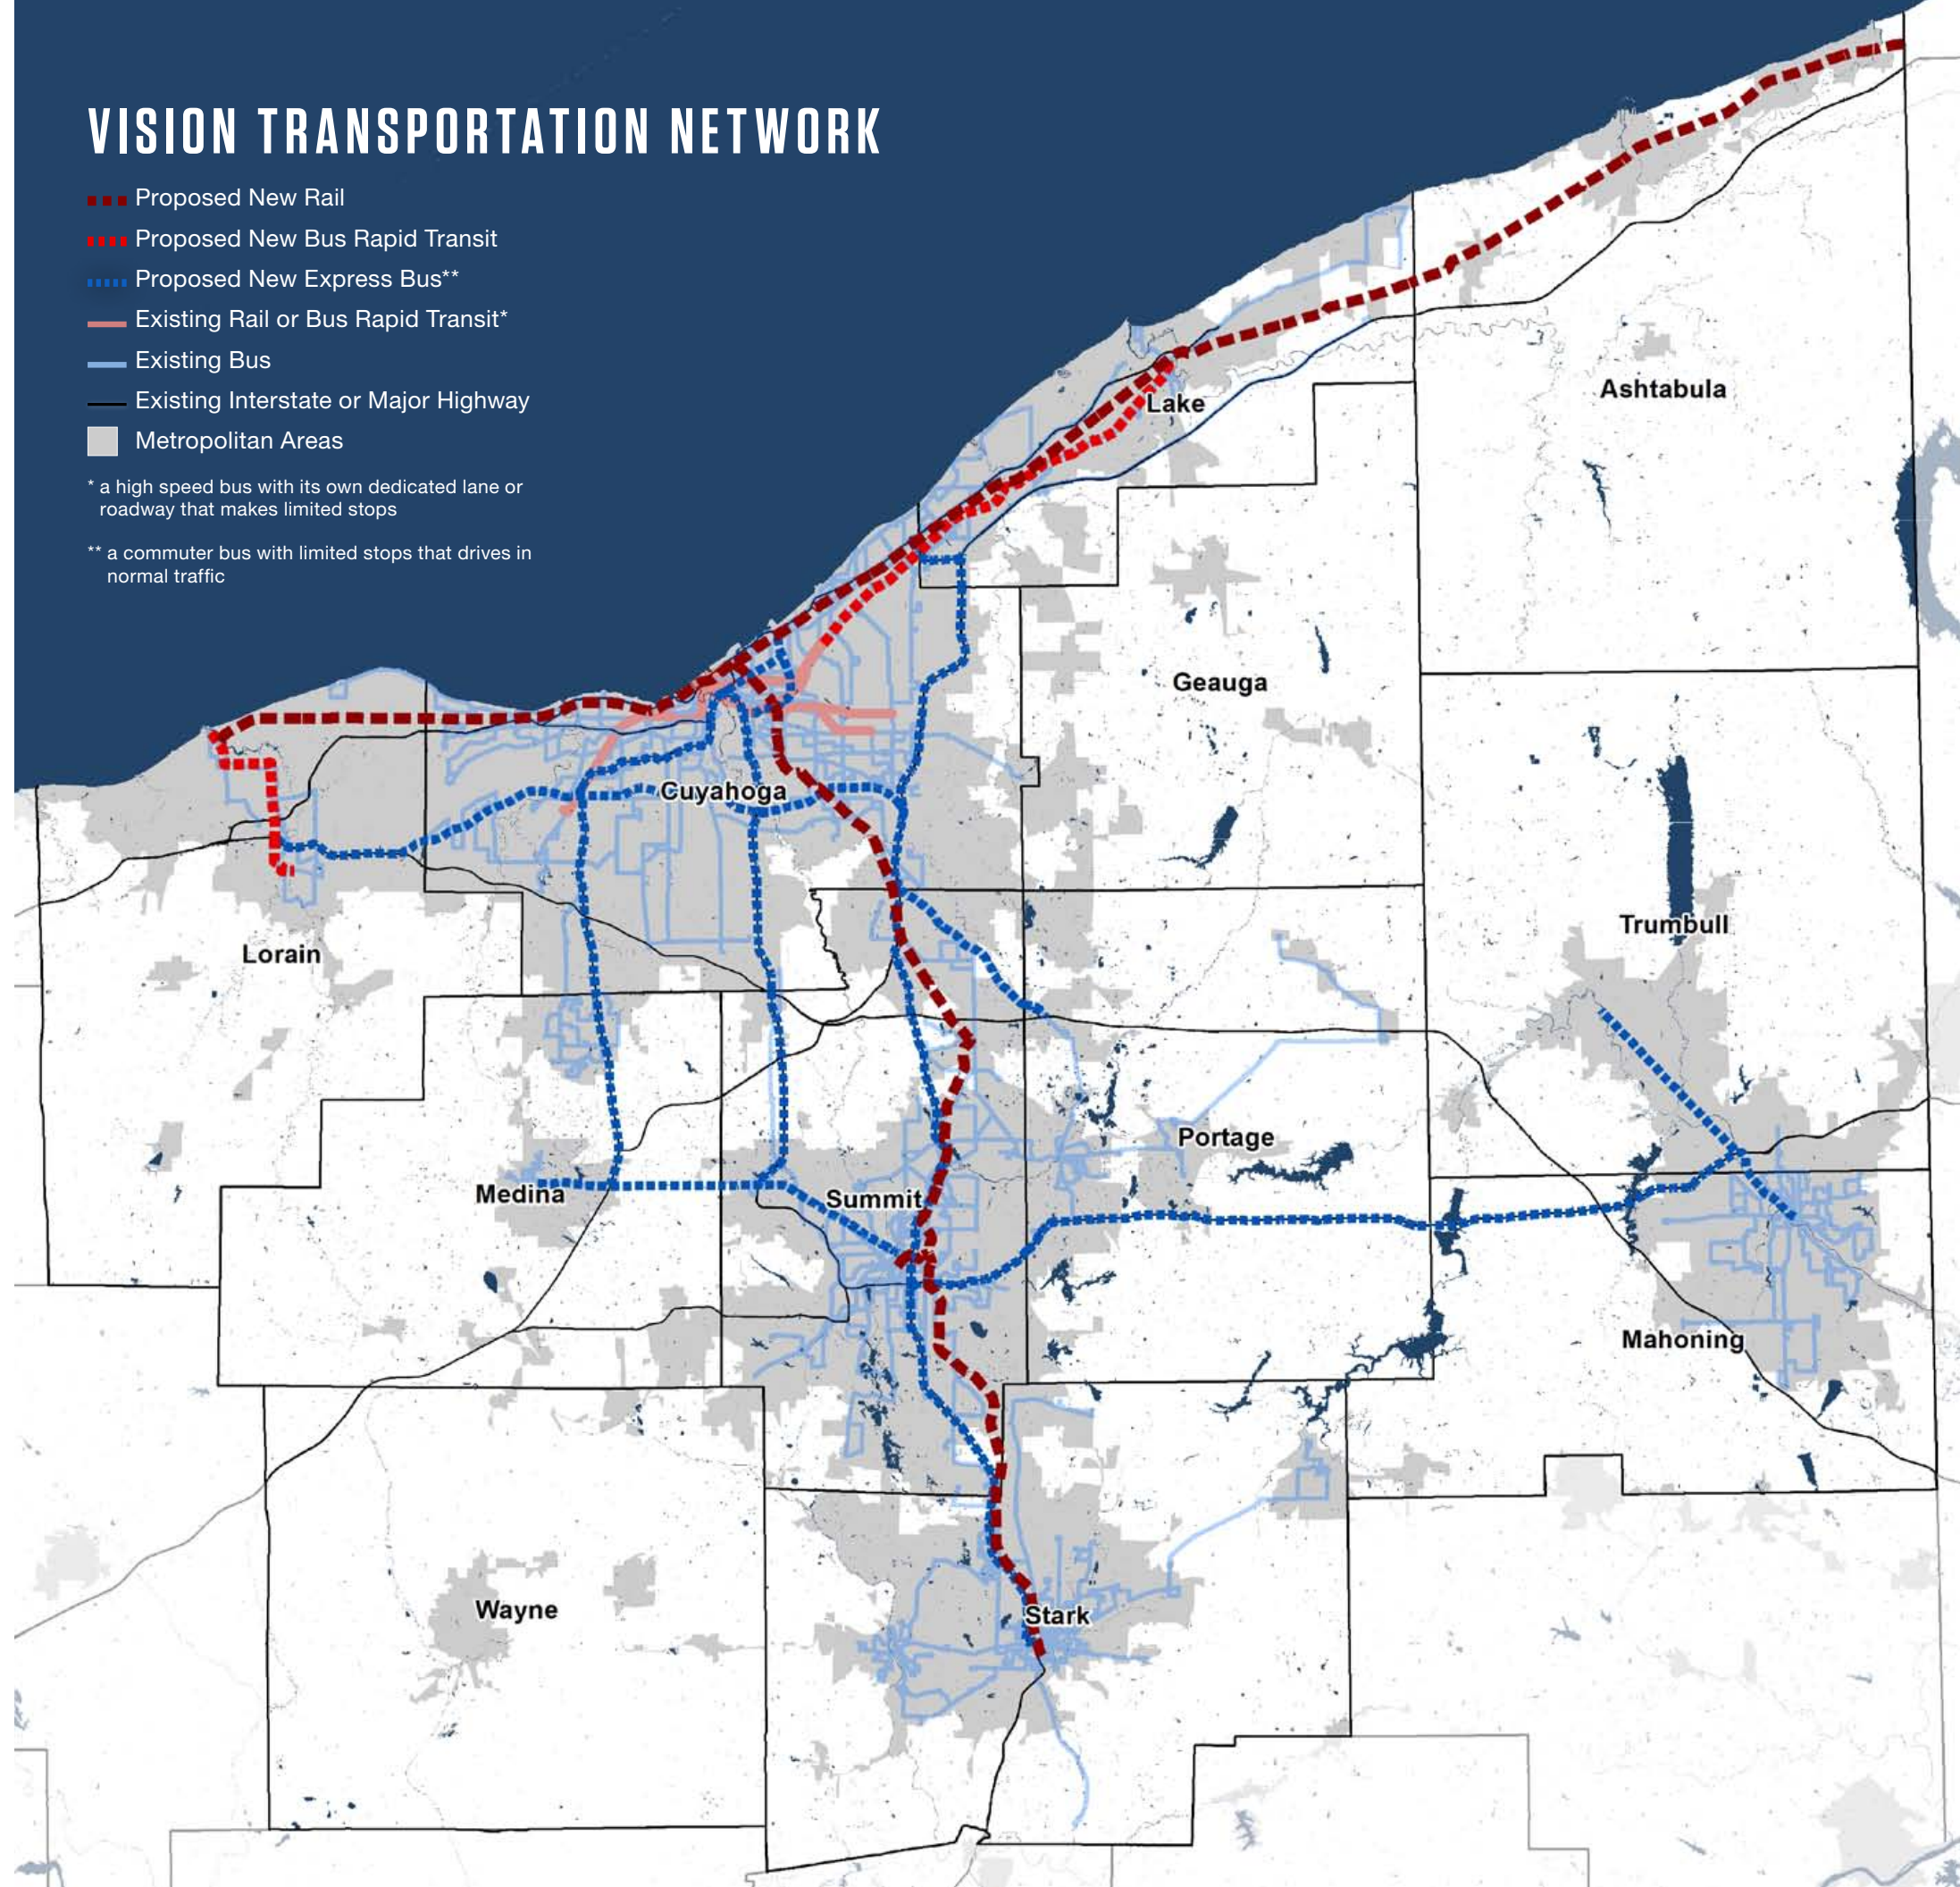 VISION TRANSPORTATION NETWORK
Proposed New Rail
Proposed New Bus Rapid Transit
Proposed New Express Bus**
Existing Rail or Bus Rapid Transit*
Existing Bus
Existing Interstate or Major Highway
Metropolitan Areas
* a high speed bus with its own dedicated lane or
roadway that makes limited stops
** a commuter bus with limited stops that drives in
normal traffic
Ashtabula
Lake
Geauga
Cuyahoga
Trumbull
Lorain
Portage
Medina
Summit
Mahoning
Wayne
Stark